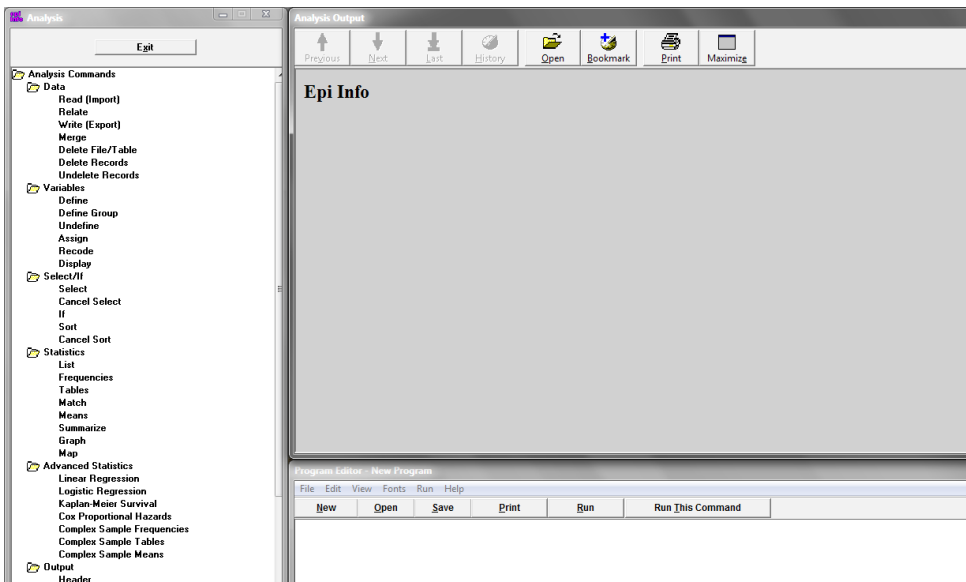 Analysis
Exit
Analysis Commands
Data
Read (Import)
Relate
Write (Export)
Merge
Delete File/Table
Delete Records
Undelete Records
Variables
Define
Define Group
Undefine
Assign
Recode
Display
Select/If
Select
Cancel Select
If
Sort
Cancel Sort
Statistics
List
Frequencies
Tables
Match
Means
Summarize
Graph
Map
Advanced Statistics
Linear Regression
Logistic Regression
Kaplan-Meier Survival
Cox Proportional Hazards
Complex Sample Frequencies
Complex Sample Tables
Complex Sample Means
Output
Header
Analysis Output
Previous Next Last History Open Bookmark Print Maximize
Epi Info
Program Editor - New Program
File Edit View Fonts Run Help
New Open Save Print Run Run This Command